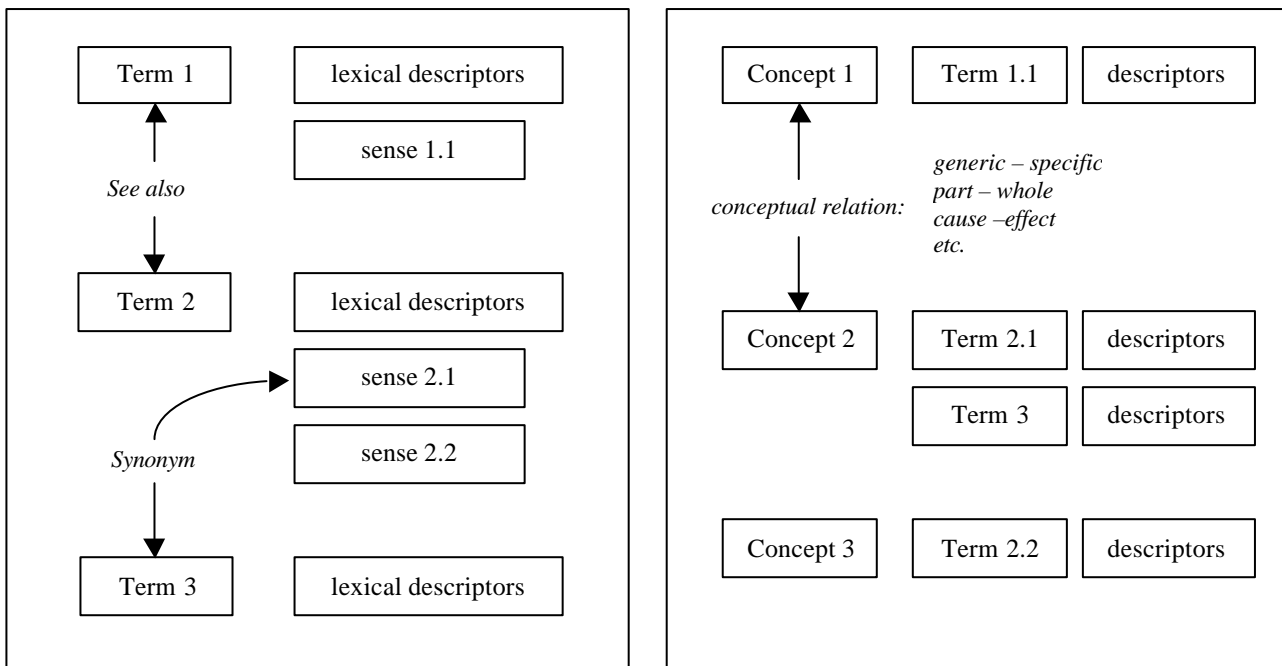 Term 1
lexical descriptors
sense 1.1
See also
Term 2
lexical descriptors
sense 2.1
sense 2.2
Synonym
Term 3
lexical descriptors
Concept 1
Term 1.1
descriptors
generic – specific
part – whole
cause –effect
etc.
conceptual relation:
Concept 2
Term 2.1
descriptors
Term 3
descriptors
Concept 3
Term 2.2
descriptors